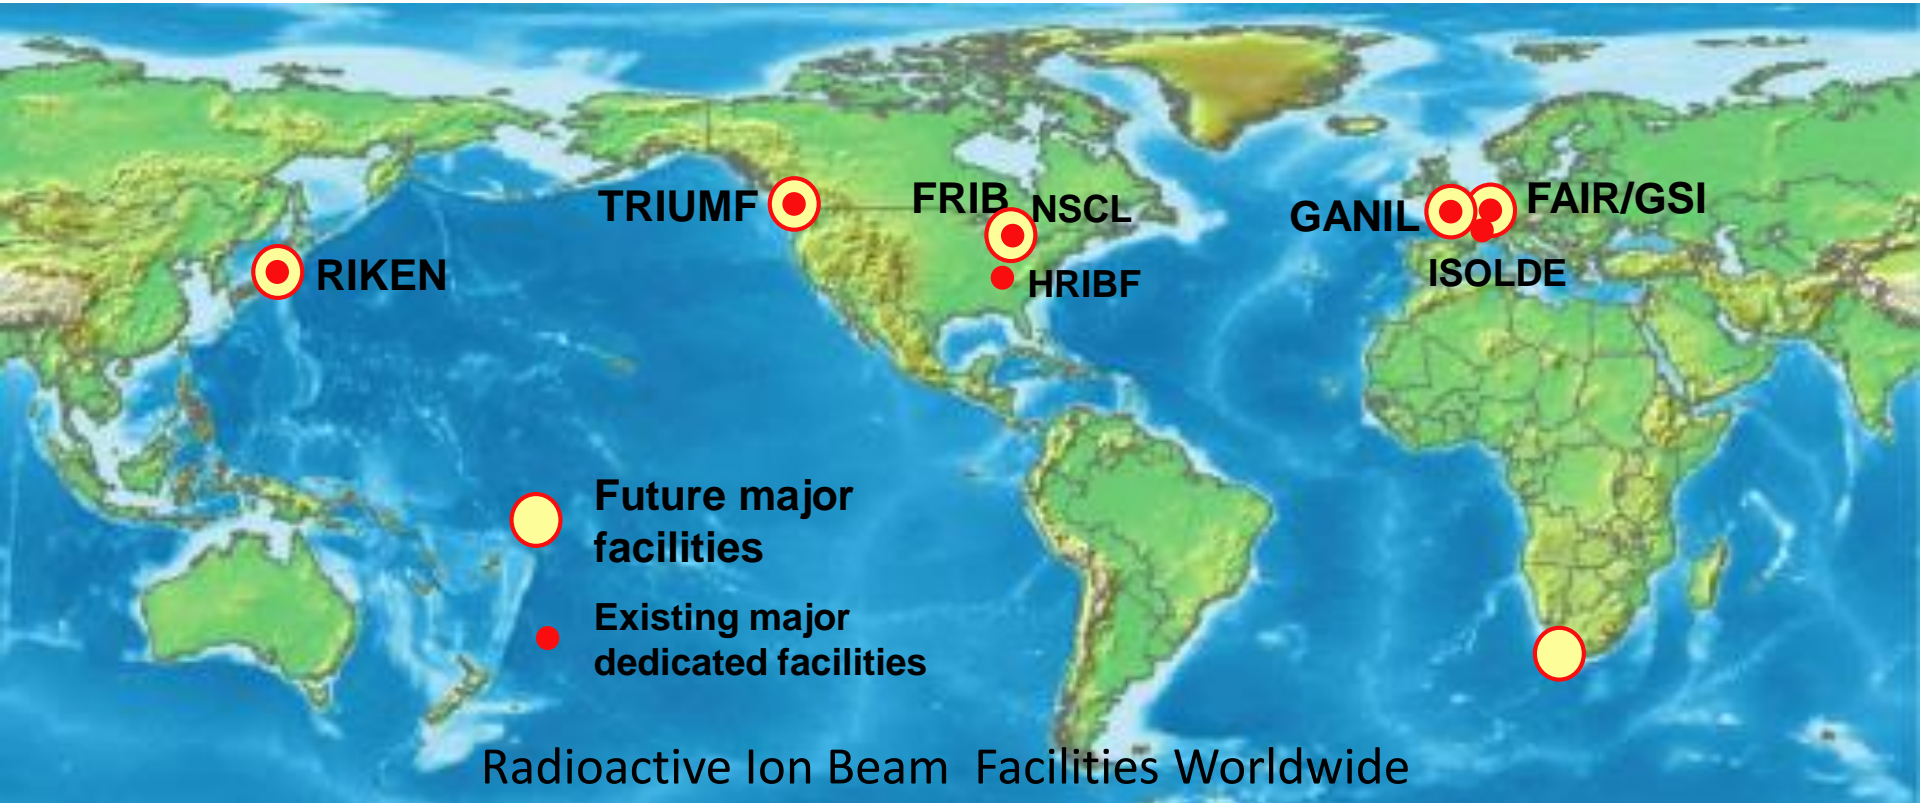 TRIUMF
FRIB
NSCL
GANIL
FAIR/GSI
RIKEN
HRIBF
ISOLDE
Future major
facilities
Existing major
dedicated facilities
Radioactive Ion Beam  Facilities Worldwide